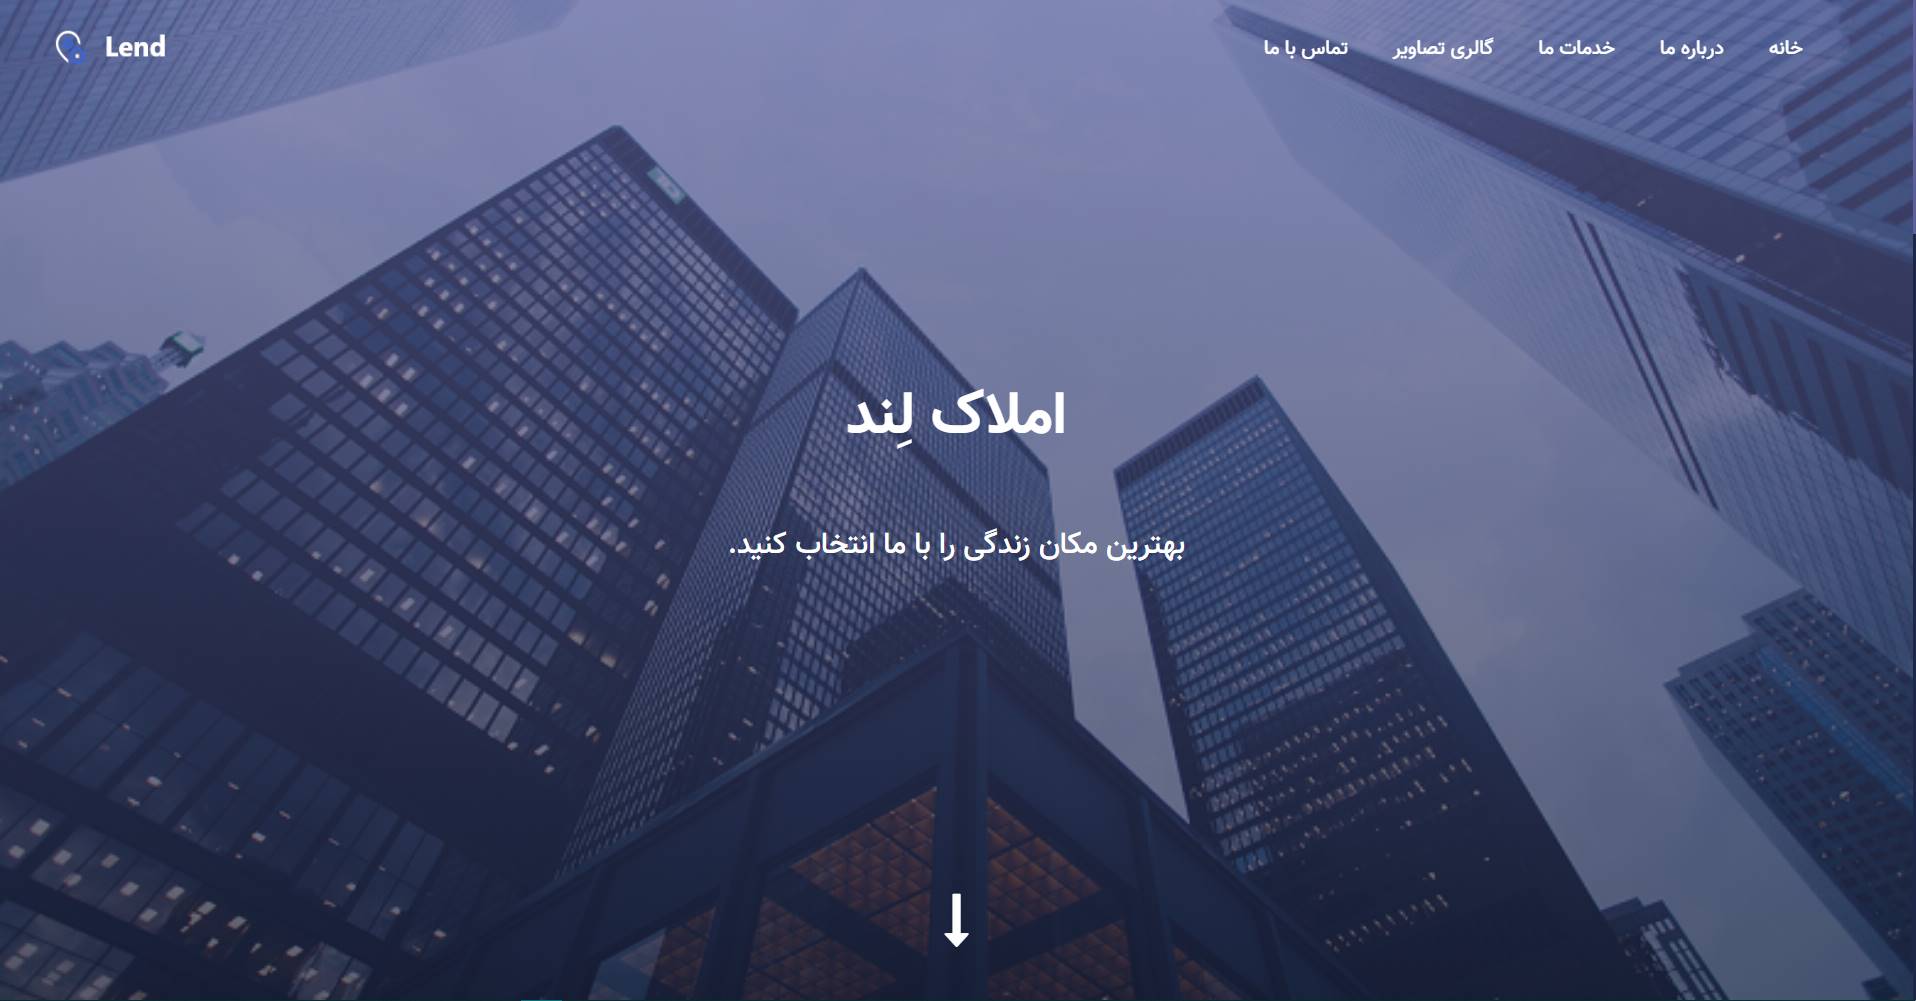 خانه درباره ما خدمات ما گالری تصاویر تماس با ما
Lend
املاک لِند
بهترین مکان زندگی را با ما انتخاب کنید.